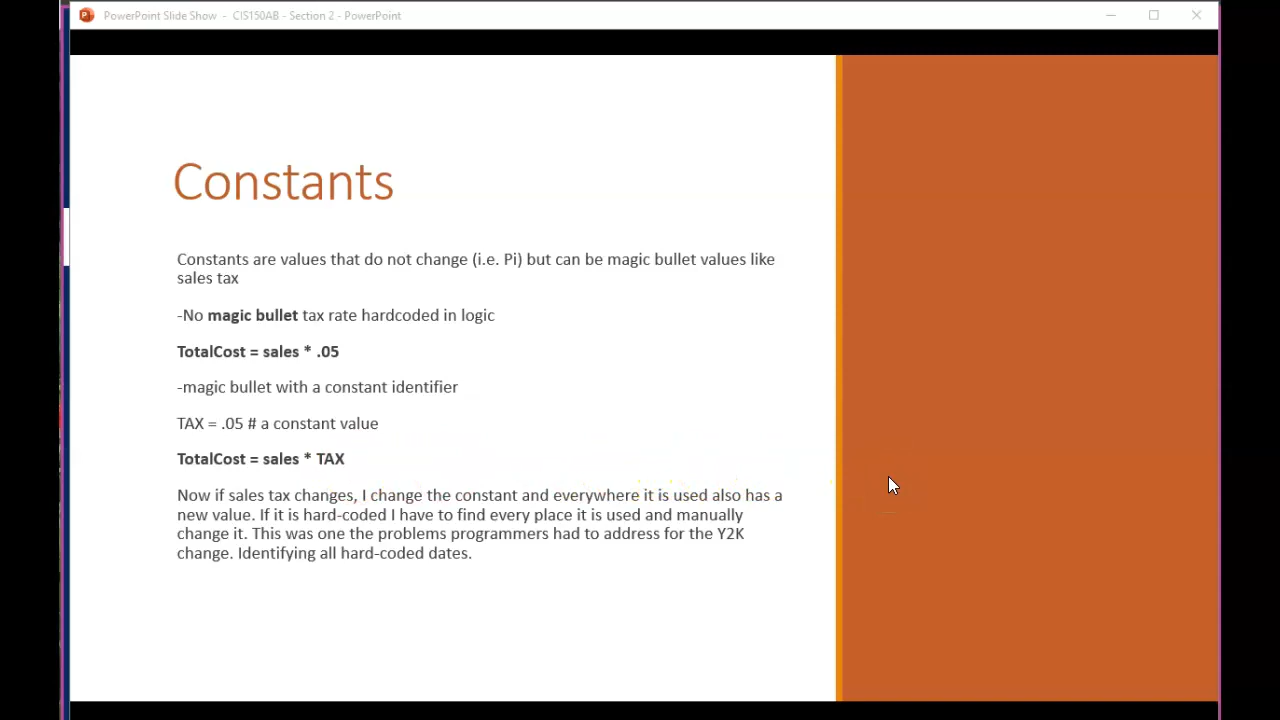 PowerPoint Slide Show - CIS150AB - Section 2 - PowerPoint
Constants
Constants are values that do not change (i.e. Pi) but can be magic bullet values like
sales tax
-No magic bullet tax rate hardcoded in logic
TotalCost = sales * .05
-magic bullet with a constant identifier
TAX = .05 # a constant value
TotalCost = sales * TAX
Now if sales tax changes, I change the constant and everywhere it is used also has a
new value. If it is hard-coded I have to find every place it is used and manually
change it. This was one the problems programmers had to address for the Y2K
change. Identifying all hard-coded dates.